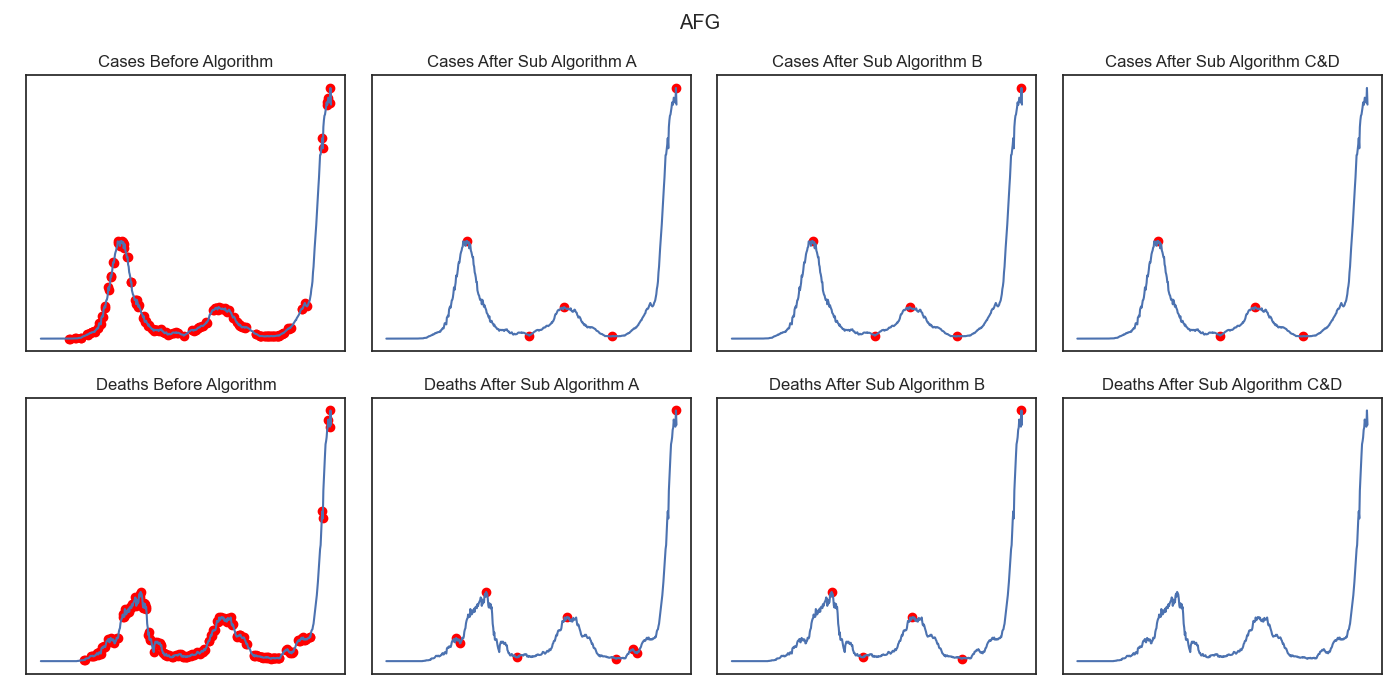 AFG
Cases Before Algorithm
Cases After Sub Algorithm A
Cases After Sub Algorithm B
Cases After Sub Algorithm C&D
Deaths Before Algorithm
Deaths After Sub Algorithm A
Deaths After Sub Algorithm B
Deaths After Sub Algorithm C&D